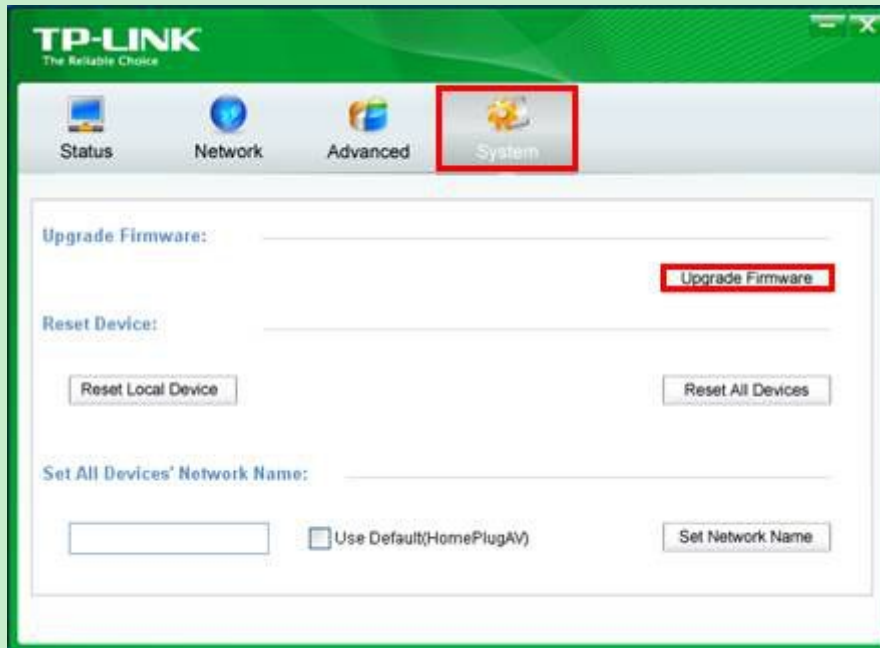 TP-LINK
The Reliable Choice
Status Network Advanced System
Upgrade Firmware:
Upgrade Firmware
Reset Device:
Reset Local Device Reset All Devices
Set All Devices' Network Name:
Use Default(HomePlugAV) Set Network Name